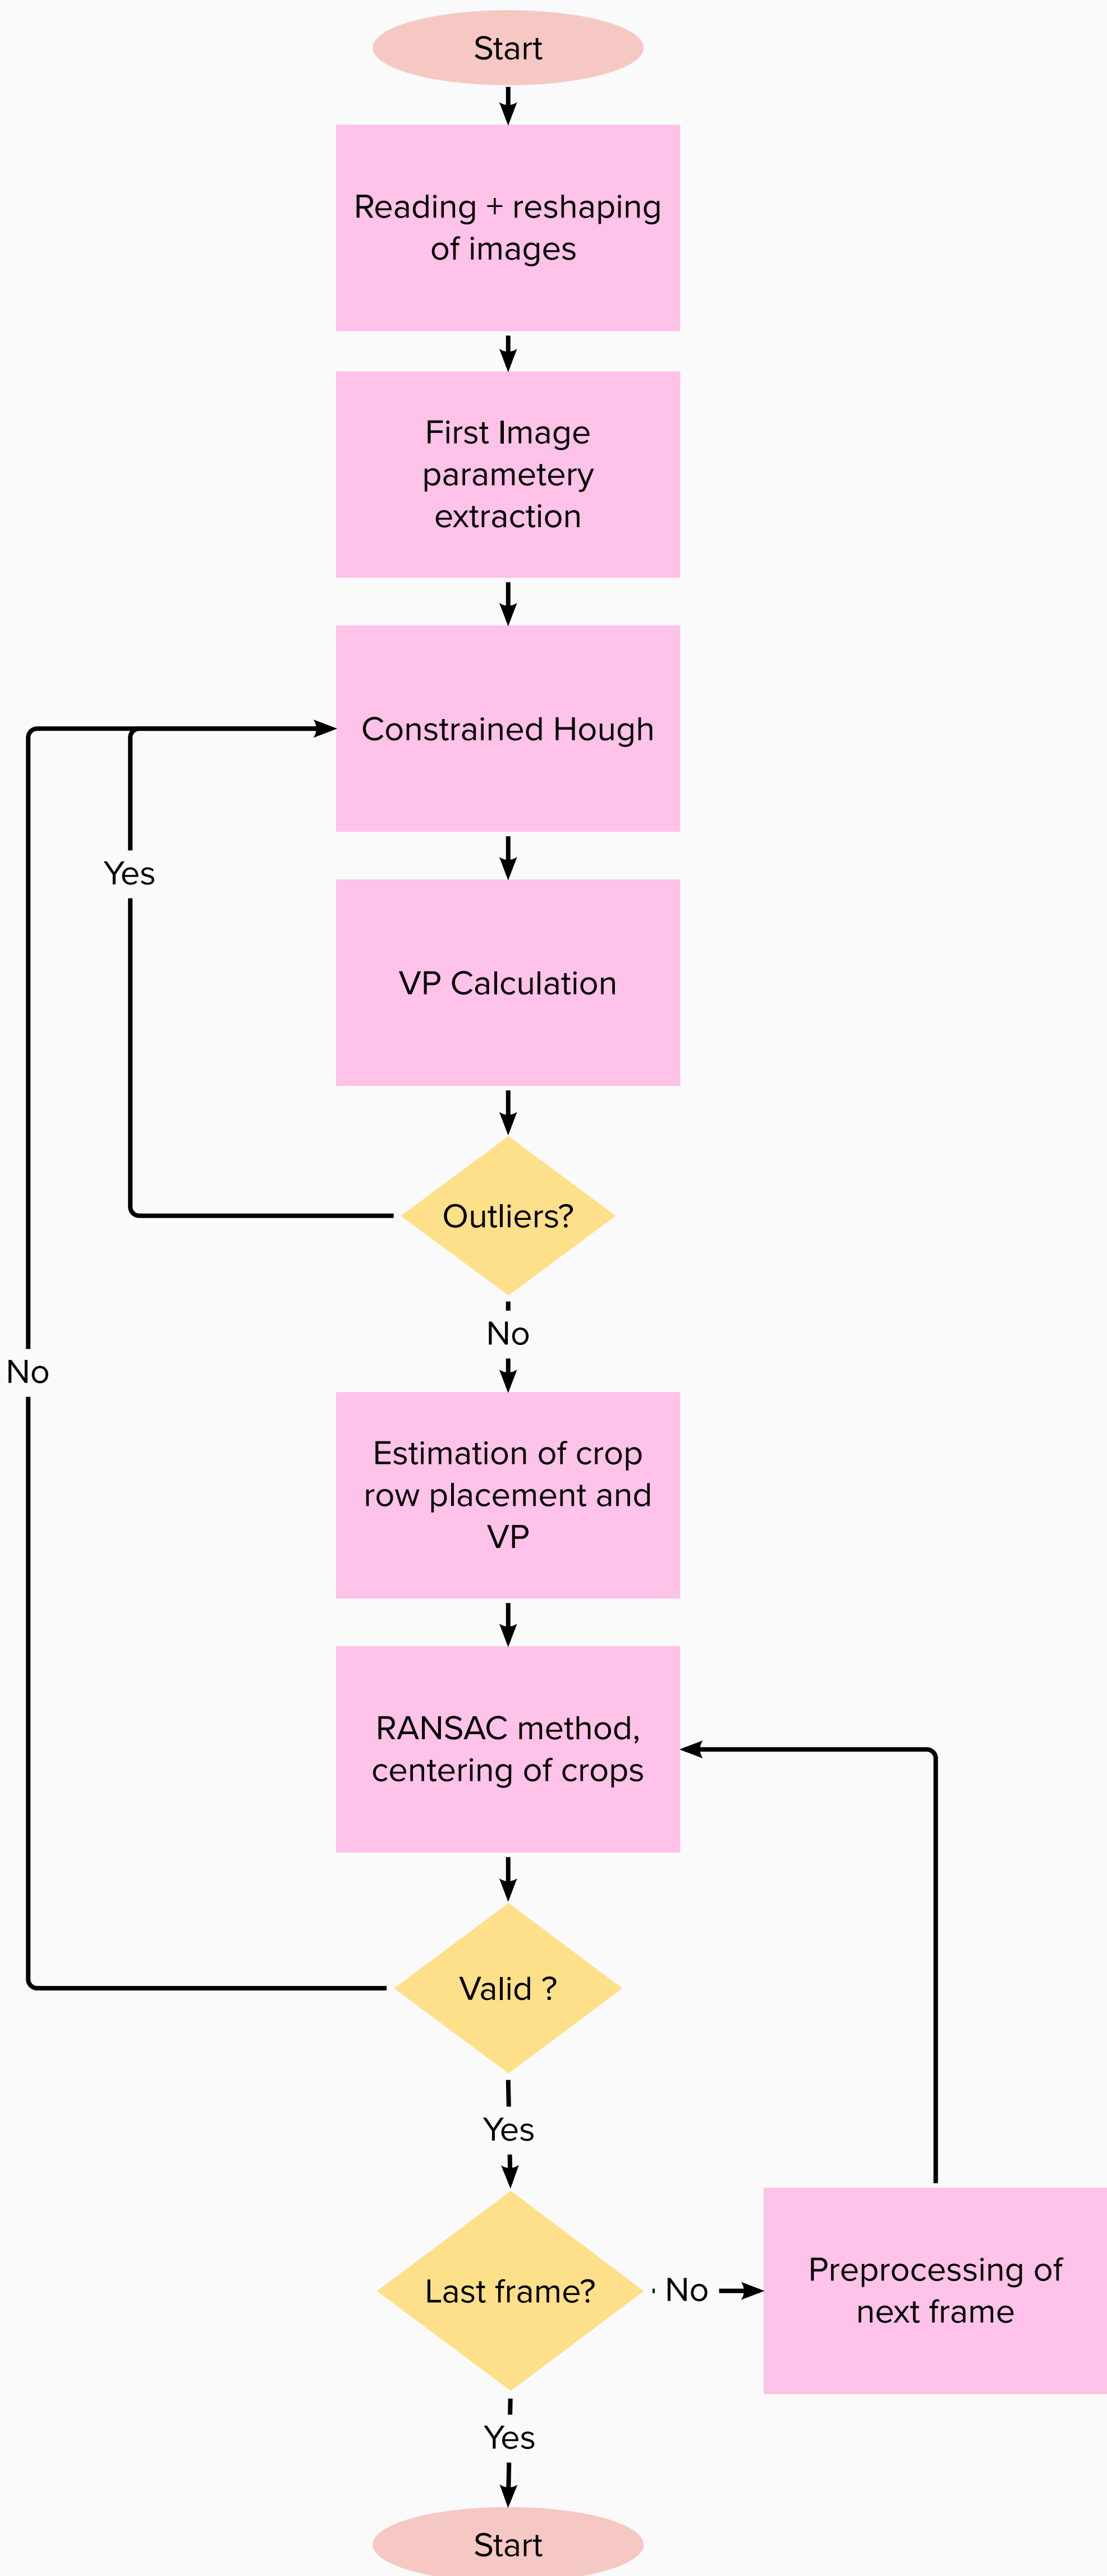 Start
Reading + reshaping
of images
First Image
parametery
extraction
Constrained Hough
Yes
VP Calculation
Outliers?
No
No
Estimation of crop
row placement and
VP
RANSAC method,
centering of crops
Valid ?
Yes
Last frame?
No
Preprocessing of
next frame
Yes
Start